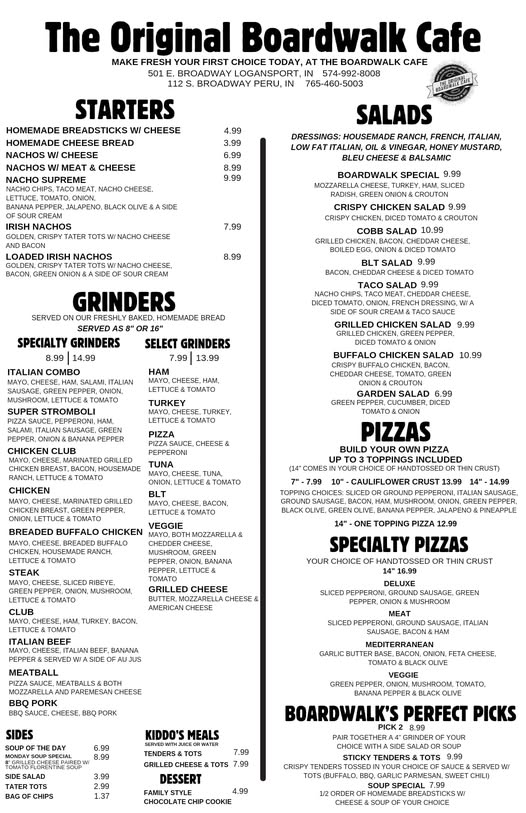 The Original Boardwalk Cafe
MAKE FRESH YOUR FIRST CHOICE TODAY, AT THE BOARDWALK CAFE
501 E. BROADWAY LOGANSPORT, IN 574-992-8008
112 S. BROADWAY PERU, IN 765-460-5003
THE ORIGINAL
BOARDWALK CAFE
STARTERS
HOMEMADE BREADSTICKS W/ CHEESE 4.99
HOMEMADE CHEESE BREAD 3.99
NACHOS W/ CHEESE 6.99
NACHOS W/ MEAT & CHEESE 8.99
NACHO SUPREME 9.99
NACHO CHIPS, TACO MEAT, NACHO CHEESE,
LETTUCE, TOMATO, ONION,
BANANA PEPPER, JALAPENO, BLACK OLIVE & A SIDE
OF SOUR CREAM
IRISH NACHOS 7.99
GOLDEN, CRISPY TATER TOTS W/ NACHO CHEESE
AND BACON
LOADED IRISH NACHOS 8.99
GOLDEN, CRISPY TATER TOTS W/ NACHO CHEESE,
BACON, GREEN ONION & A SIDE OF SOUR CREAM
GRINDERS
SERVED ON OUR FRESHLY BAKED, HOMEMADE BREAD
SERVED AS 8" OR 16"
SPECIALTY GRINDERS
8.99 | 14.99
ITALIAN COMBO
MAYO, CHEESE, HAM, SALAMI, ITALIAN
SAUSAGE, GREEN PEPPER, ONION,
MUSHROOM, LETTUCE & TOMATO
SUPER STROMBOLI
PIZZA SAUCE, PEPPERONI, HAM,
SALAMI, ITALIAN SAUSAGE, GREEN
PEPPER, ONION & BANANA PEPPER
CHICKEN CLUB
MAYO, CHEESE, MARINATED GRILLED
CHICKEN BREAST, BACON, HOUSEMADE
RANCH, LETTUCE & TOMATO
CHICKEN
MAYO, CHEESE, MARINATED GRILLED
CHICKEN BREAST, GREEN PEPPER,
ONION, LETTUCE & TOMATO
BREADED BUFFALO CHICKEN
MAYO, CHEESE, BREADED BUFFALO
CHICKEN, HOUSEMADE RANCH,
LETTUCE & TOMATO
STEAK
MAYO, CHEESE, SLICED RIBEYE,
GREEN PEPPER, ONION, MUSHROOM,
LETTUCE & TOMATO
CLUB
MAYO, CHEESE, HAM, TURKEY, BACON,
LETTUCE & TOMATO
ITALIAN BEEF
MAYO, CHEESE, ITALIAN BEEF, BANANA
PEPPER & SERVED W/ A SIDE OF AU JUS
MEATBALL
PIZZA SAUCE, MEATBALLS & BOTH
MOZZARELLA AND PAREMESAN CHEESE
BBQ PORK
BBQ SAUCE, CHEESE, BBQ PORK
SELECT GRINDERS
7.99 | 13.99
HAM
MAYO, CHEESE, HAM,
LETTUCE & TOMATO
TURKEY
MAYO, CHEESE, TURKEY,
LETTUCE & TOMATO
PIZZA
PIZZA SAUCE, CHEESE &
PEPPERONI
TUNA
MAYO, CHEESE, TUNA,
ONION, LETTUCE & TOMATO
BLT
MAYO, CHEESE, BACON,
LETTUCE & TOMATO
VEGGIE
MAYO, BOTH MOZZARELLA &
CHEDDAR CHEESE,
MUSHROOM, GREEN
PEPPER, ONION, BANANA
PEPPER, LETTUCE &
TOMATO
GRILLED CHEESE
BUTTER, MOZZARELLA CHEESE &
AMERICAN CHEESE
SIDES
SOUP OF THE DAY 6.99
MONDAY SOUP SPECIAL 8.99
8" GRILLED CHEESE PAIRED W/
TOMATO FLORENTINE SOUP
SIDE SALAD 3.99
TATER TOTS 2.99
BAG OF CHIPS 1.37
KIDDO'S MEALS
SERVED WITH JUICE OR WATER
TENDERS & TOTS 7.99
GRILLED CHEESE & TOTS 7.99
DESSERT
FAMILY STYLE 4.99
CHOCOLATE CHIP COOKIE
SALADS
DRESSINGS: HOUSEMADE RANCH, FRENCH, ITALIAN,
LOW FAT ITALIAN, OIL & VINEGAR, HONEY MUSTARD,
BLEU CHEESE & BALSAMIC
BOARDWALK SPECIAL 9.99
MOZZARELLA CHEESE, TURKEY, HAM, SLICED
RADISH, GREEN ONION & CROUTON
CRISPY CHICKEN SALAD 9.99
CRISPY CHICKEN, DICED TOMATO & CROUTON
COBB SALAD 10.99
GRILLED CHICKEN, BACON, CHEDDAR CHEESE,
BOILED EGG, ONION & DICED TOMATO
BLT SALAD 9.99
BACON, CHEDDAR CHEESE & DICED TOMATO
TACO SALAD 9.99
NACHO CHIPS, TACO MEAT, CHEDDAR CHEESE,
DICED TOMATO, ONION, FRENCH DRESSING, W/ A
SIDE OF SOUR CREAM & TACO SAUCE
GRILLED CHICKEN SALAD 9.99
GRILLED CHICKEN, GREEN PEPPER,
DICED TOMATO & ONION
BUFFALO CHICKEN SALAD 10.99
CRISPY BUFFALO CHICKEN, BACON,
CHEDDAR CHEESE, TOMATO, GREEN
ONION & CROUTON
GARDEN SALAD 6.99
GREEN PEPPER, CUCUMBER, DICED
TOMATO & ONION
PIZZAS
BUILD YOUR OWN PIZZA
UP TO 3 TOPPINGS INCLUDED
(14" COMES IN YOUR CHOICE OF HANDTOSSED OR THIN CRUST)
7" - 7.99 10" - CAULIFLOWER CRUST 13.99 14" - 14.99
TOPPING CHOICES: SLICED OR GROUND PEPPERONI, ITALIAN SAUSAGE,
GROUND SAUSAGE, BACON, HAM, MUSHROOM, ONION, GREEN PEPPER,
BLACK OLIVE, GREEN OLIVE, BANANA PEPPER, JALAPENO & PINEAPPLE
14" - ONE TOPPING PIZZA 12.99
SPECIALTY PIZZAS
YOUR CHOICE OF HANDTOSSED OR THIN CRUST
14" 16.99
DELUXE
SLICED PEPPERONI, GROUND SAUSAGE, GREEN
PEPPER, ONION & MUSHROOM
MEAT
SLICED PEPPERONI, GROUND SAUSAGE, ITALIAN
SAUSAGE, BACON & HAM
MEDITERRANEAN
GARLIC BUTTER BASE, BACON, ONION, FETA CHEESE,
TOMATO & BLACK OLIVE
VEGGIE
GREEN PEPPER, ONION, MUSHROOM, TOMATO,
BANANA PEPPER & BLACK OLIVE
BOARDWALK'S PERFECT PICKS
PICK 2 8.99
PAIR TOGETHER A 4" GRINDER OF YOUR
CHOICE WITH A SIDE SALAD OR SOUP
STICKY TENDERS & TOTS 9.99
CRISPY TENDERS TOSSED IN YOUR CHOICE OF SAUCE & SERVED W/
TOTS (BUFFALO, BBQ, GARLIC PARMESAN, SWEET CHILI)
SOUP SPECIAL 7.99
1/2 ORDER OF HOMEMADE BREADSTICKS W/
CHEESE & SOUP OF YOUR CHOICE